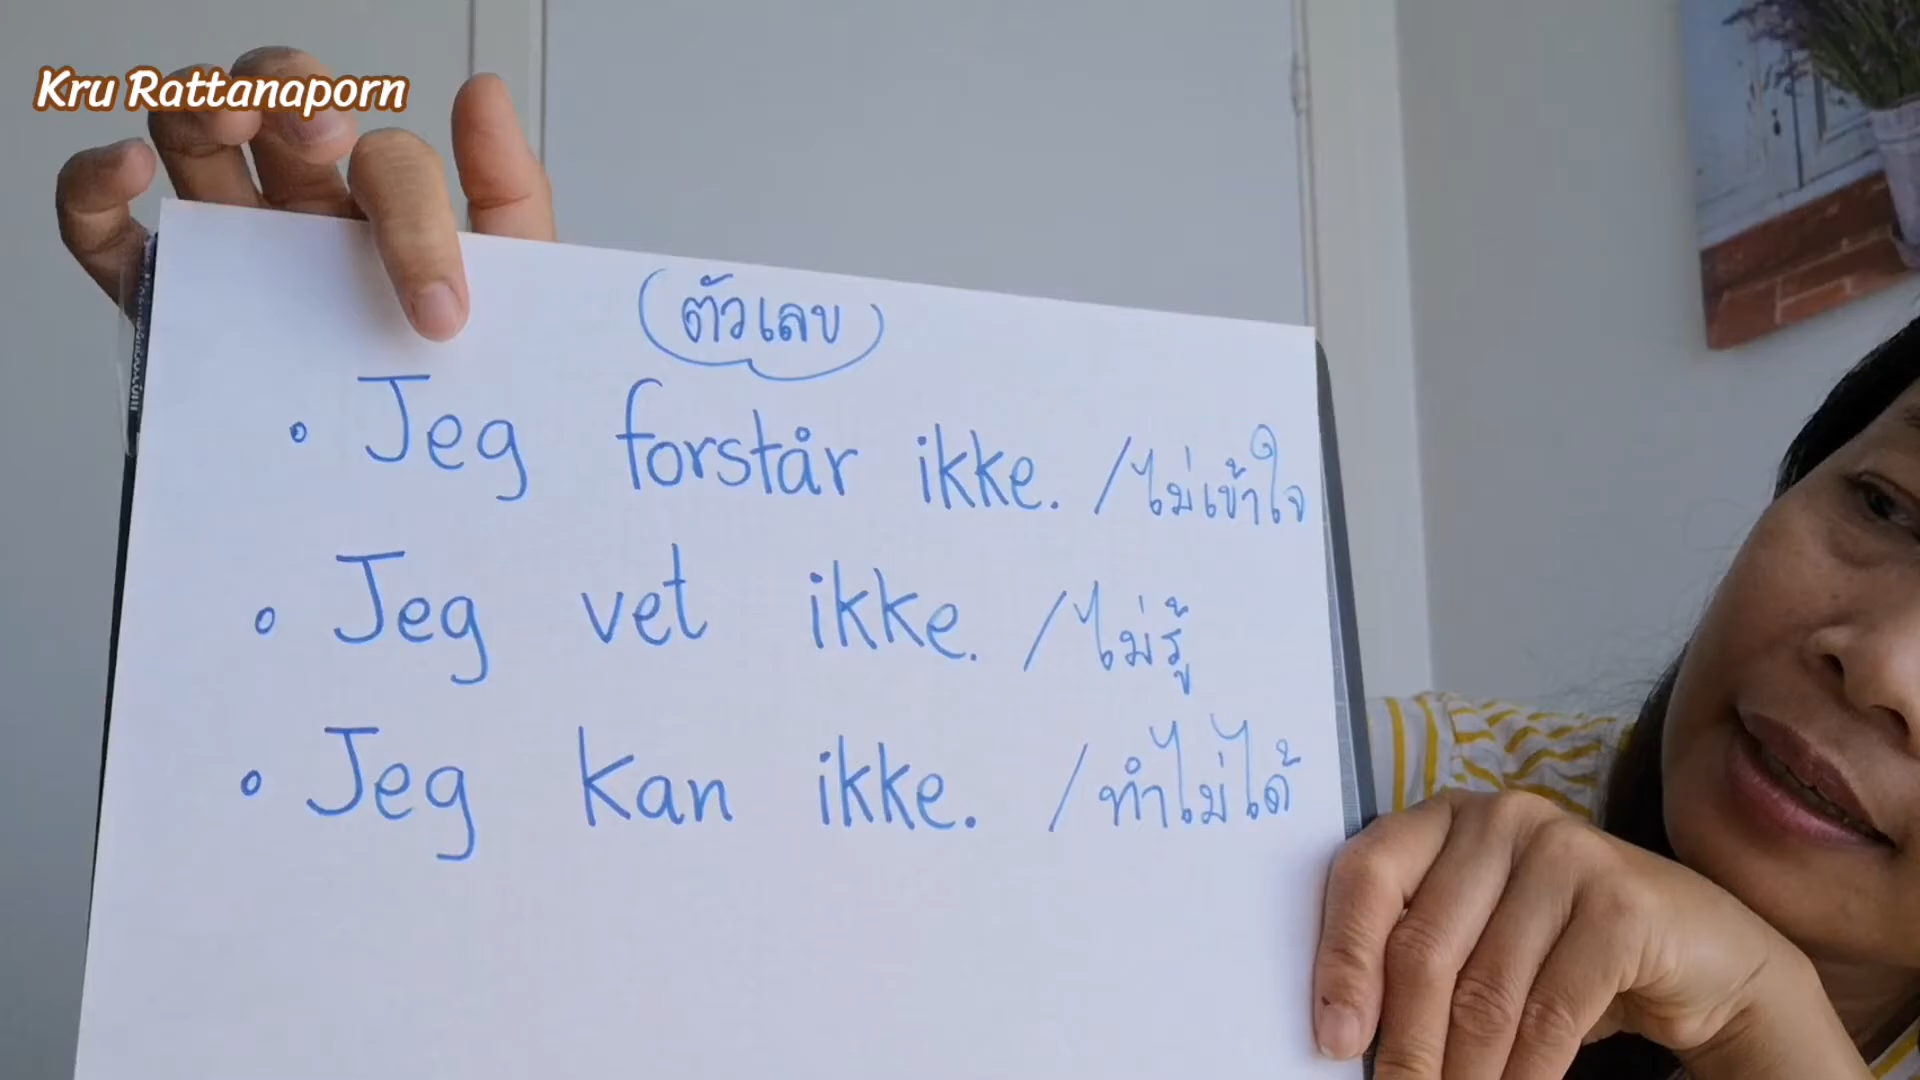 Kru Rattanaporn
ตัวเลข
• Jeg forstår ikke. /ไม่เข้าใจ
• Jeg vet ikke. /ไม่รู้
• Jeg kan ikke. /ทำไม่ได้